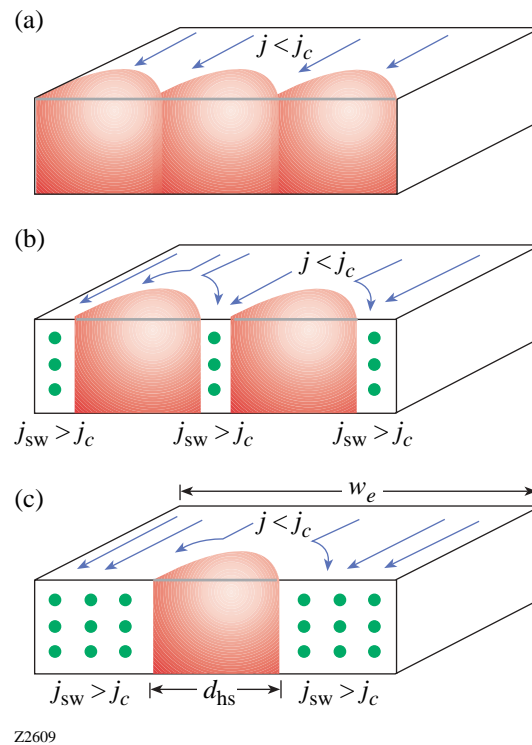 (a)
j < j_c
(b)
j < j_c
j_sw > j_c j_sw > j_c j_sw > j_c
(c)
w_e
j < j_c
j_sw > j_c d_hs j_sw > j_c
Z2609